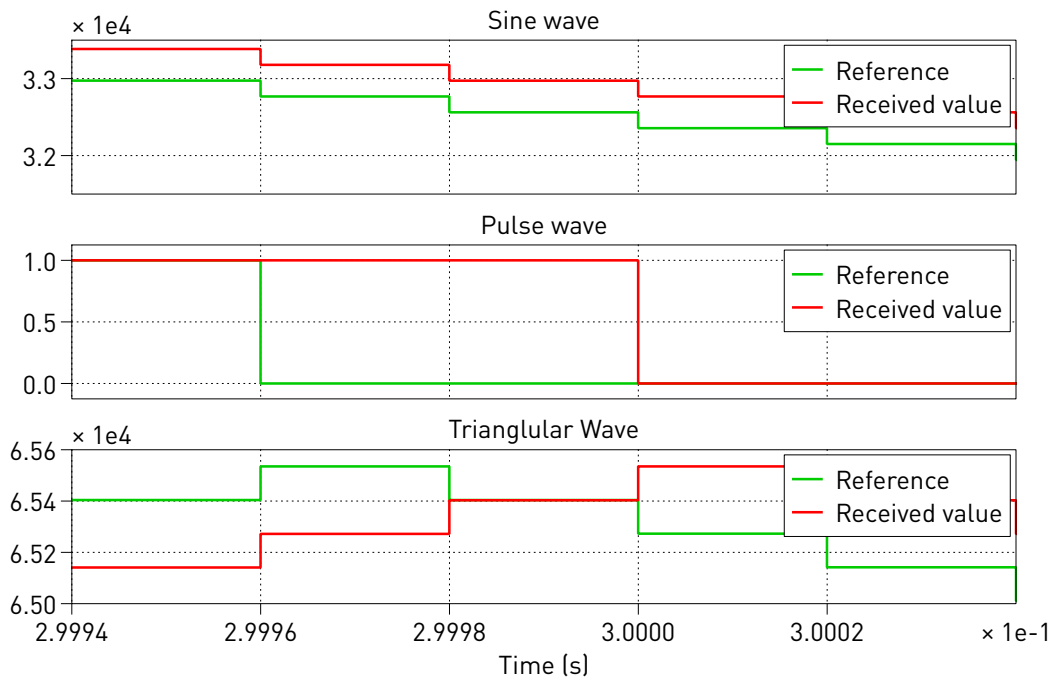 Sine wave
× 1e4
3.3
3.2
Reference
Received value
Pulse wave
1.0
0.5
0.0
Reference
Received value
Trianglular Wave
× 1e4
6.56
6.54
6.52
6.50
Reference
Received value
2.9994 2.9996 2.9998 3.0000 3.0002 × 1e-1
Time (s)